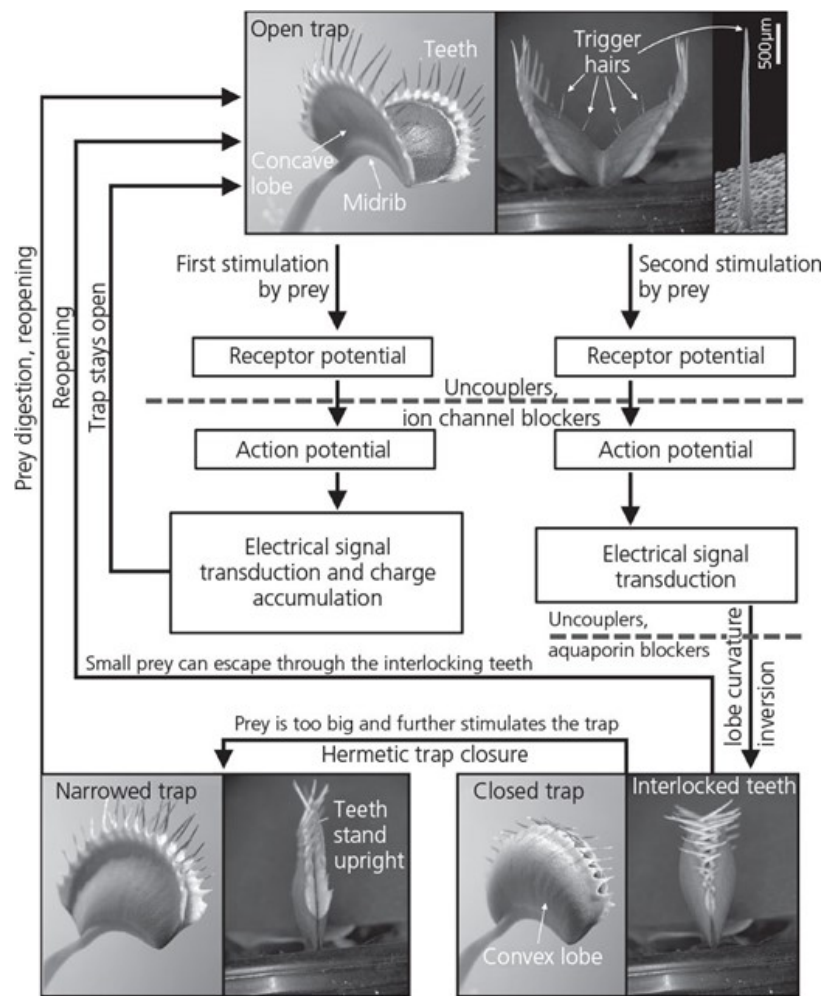 Open trap
Teeth
Concave
lobe
Midrib
Trigger
hairs
500µm
First stimulation
by prey
Second stimulation
by prey
Receptor potential
Receptor potential
Uncouplers,
ion channel blockers
Action potential
Action potential
Electrical signal
transduction and charge
accumulation
Electrical signal
transduction
Uncouplers,
aquaporin blockers
lobe curvature
inversion
Prey digestion, reopening
Reopening
Trap stays open
Small prey can escape through the interlocking teeth
Prey is too big and further stimulates the trap
Hermetic trap closure
Narrowed trap
Teeth
stand
upright
Closed trap
Convex lobe
Interlocked teeth